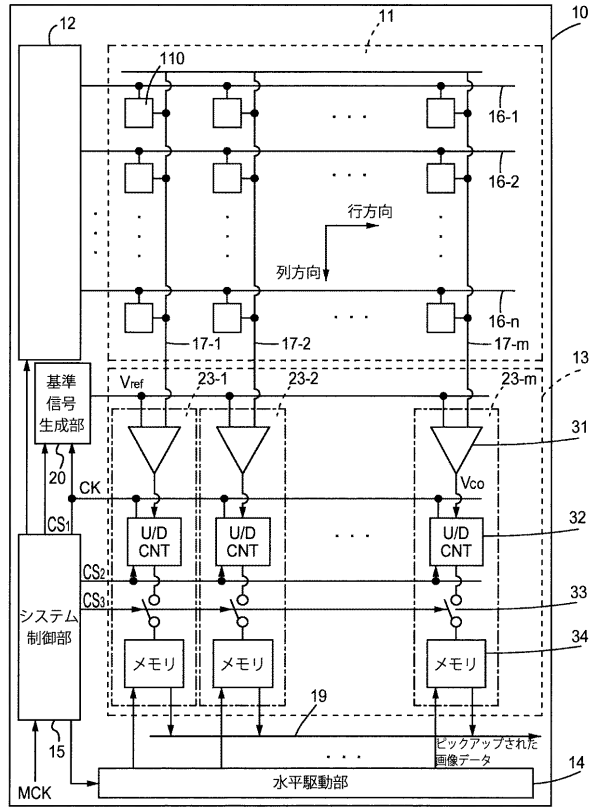 12
11
10
110
16-1
16-2
行方向
列方向
16-n
17-1
17-2
17-m
13
基準
信号
生成部
Vref
23-1
23-2
23-m
31
20
CK
VCO
CS1
U/D
CNT
U/D
CNT
U/D
CNT
32
CS2
CS3
33
システム
制御部
メモリ
メモリ
メモリ
34
15
19
ピックアップされた
画像データ
MCK
水平駆動部
14